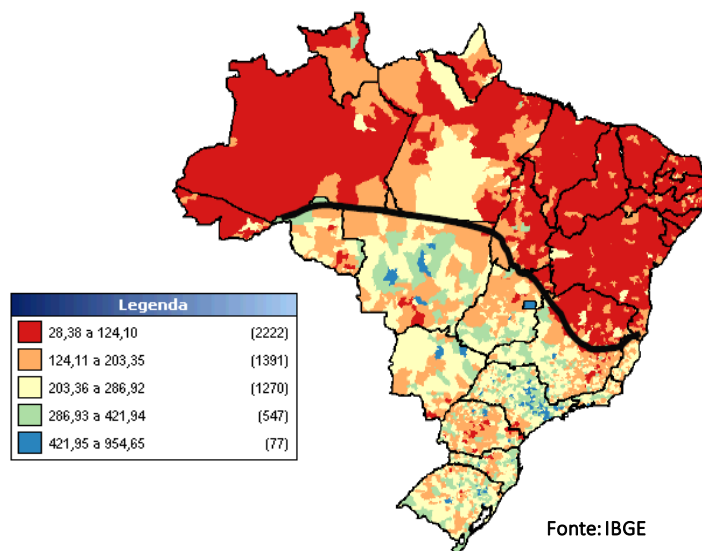 Legenda
28,38 a 124,10 (2222)
124,11 a 203,35 (1391)
203,36 a 286,92 (1270)
286,93 a 421,94 (547)
421,95 a 954,65 (77)
Fonte: IBGE